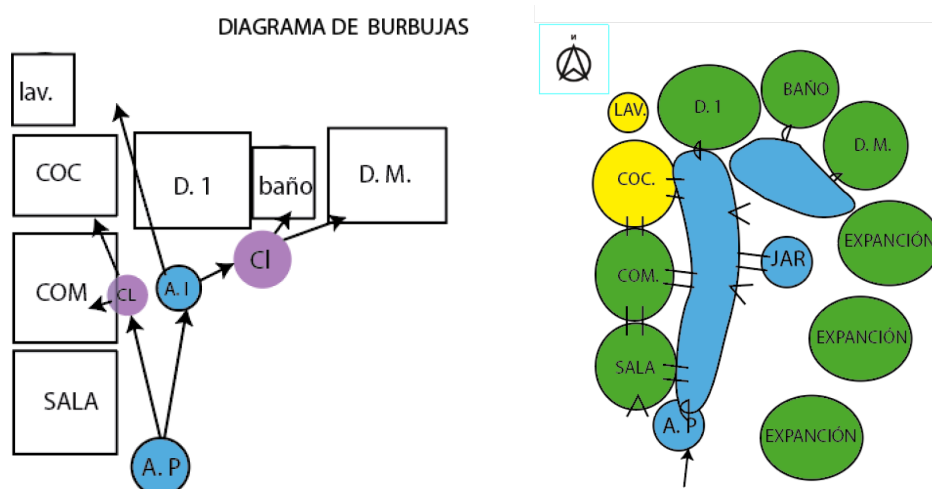 DIAGRAMA DE BURBUJAS
lav.
COC
D. 1
baño
D. M.
CI
COM
CL
A. I
SALA
A. P
N
LAV.
D. 1
BAÑO
D. M.
COC.
EXPANCIÓN
JAR
COM.
EXPANCIÓN
SALA
A. P
EXPANCIÓN